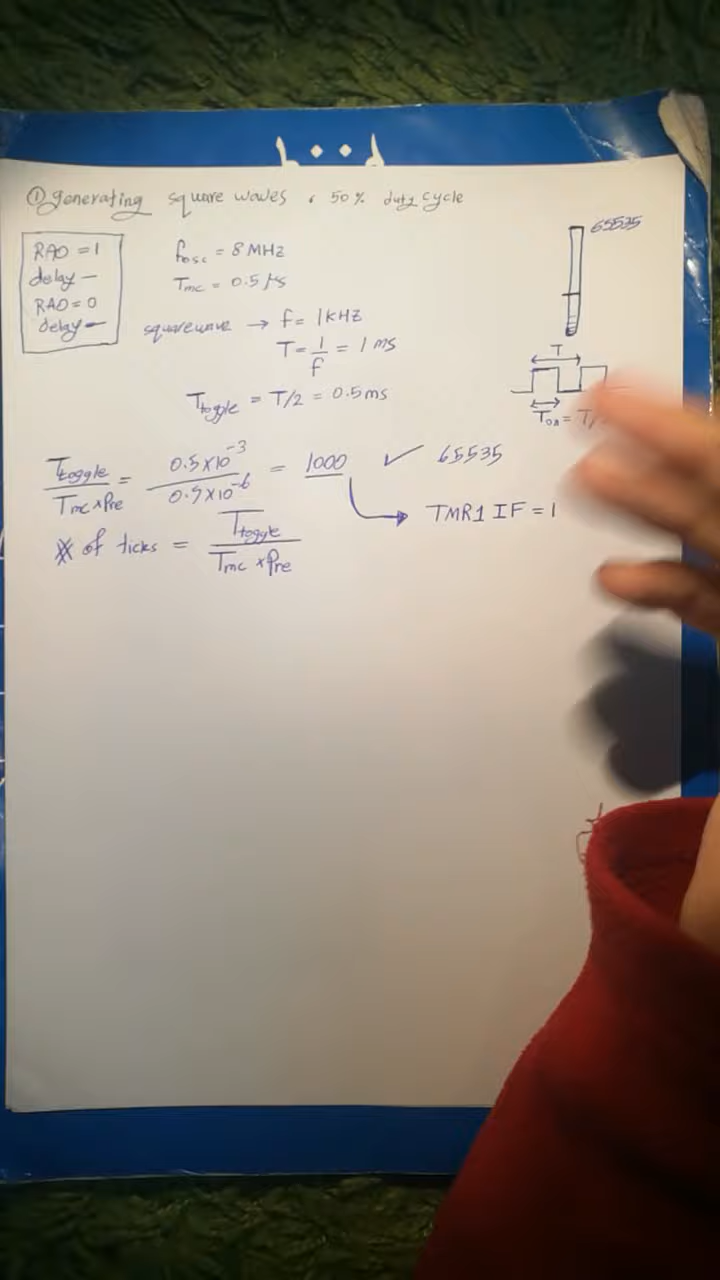 ① generating square waves, 50% duty cycle
RA0 = 1
delay —
RA0 = 0
delay —
fosc = 8 MHz
Tmc = 0.5 µs
squarewave → f = 1KHz
T = 1/f = 1 ms
Ttoggle = T/2 = 0.5 ms
65535
T
Ton = T/
Ttoggle / Tmc × Pre = 0.5×10^-3 / 0.5×10^-6 = 1000 ✓ 65535
TMR1 IF = 1
# of ticks = Ttoggle / Tmc × Pre